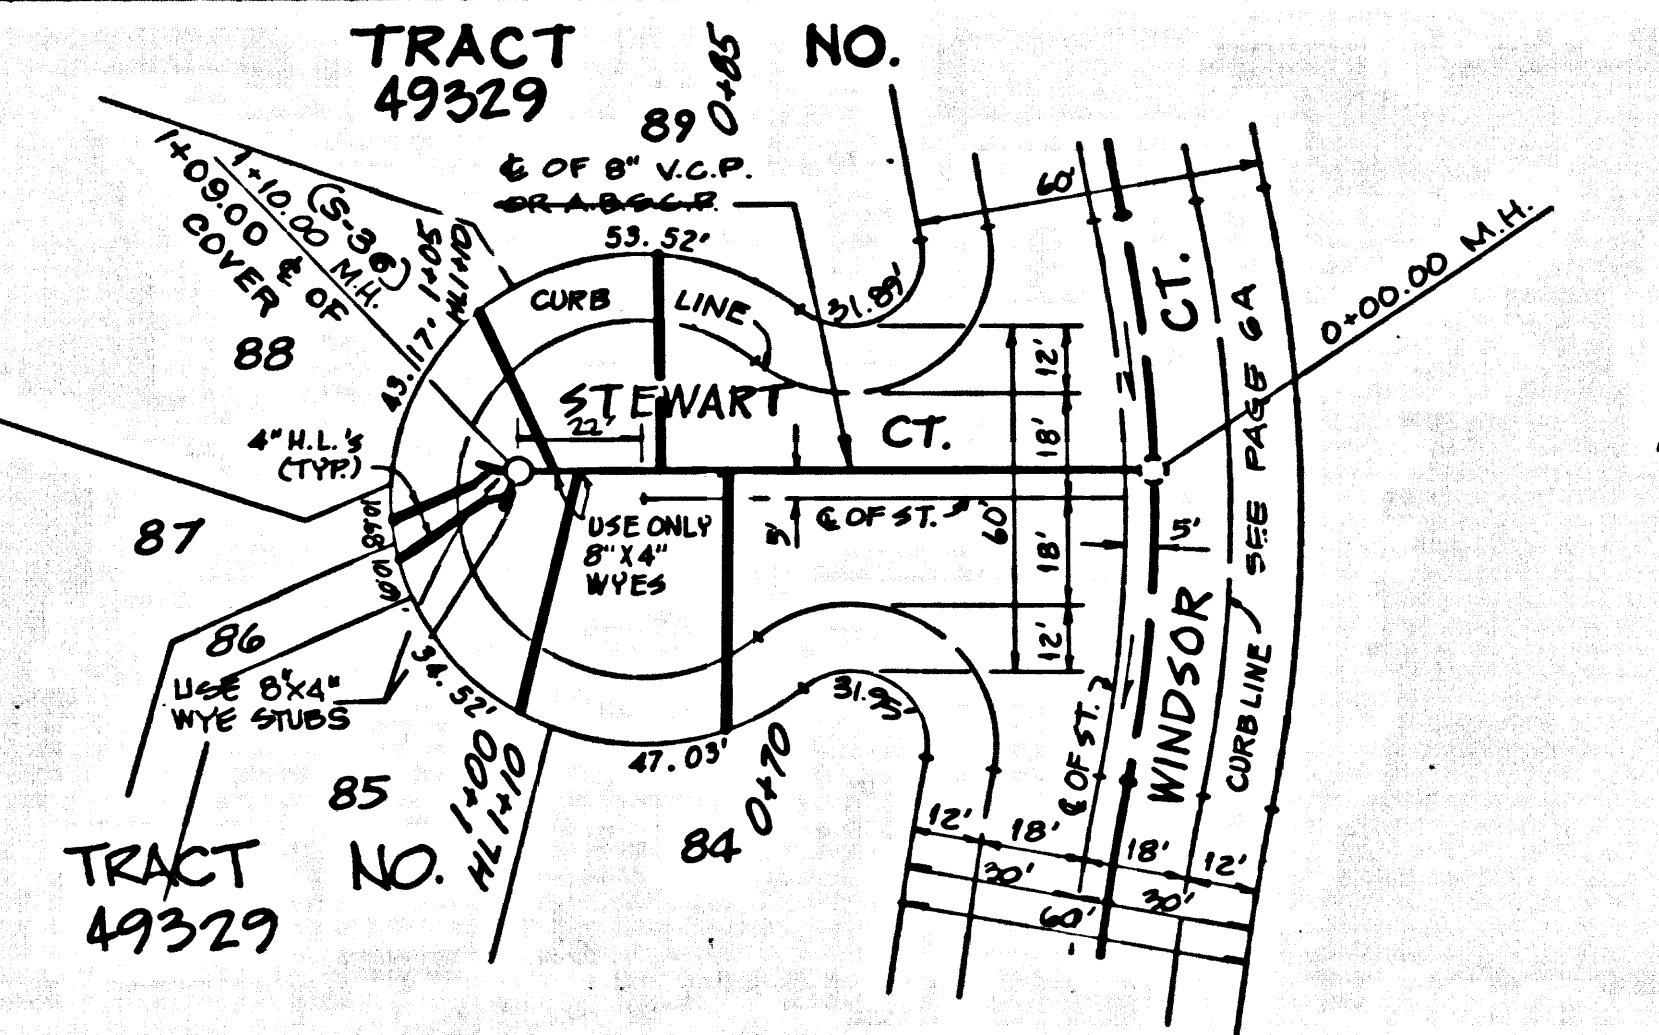 TRACT NO.
49329
89
0+85
℄ OF 8" V.C.P.
OR A.B.S.C.P.
53.52'
31.89'
60'
1+09.00 ℄ OF
COVER
1+10.00 M.H.
(S-36)
1+05
HL 1+10
CURB LINE
CT.
0+00.00 M.H.
88
43.17'
STEWART CT.
22'
12'
18'
4" H.L.'s
(TYP.)
87
10.68
USE ONLY
8" X 4"
WYES
5'
℄ OF ST.
60'
18'
5'
SEE PAGE 6A
86
12'
34.52'
USE 8"X4"
WYE STUBS
31.95'
℄ OF ST.
WINDSOR
CURB LINE
47.03'
85
1+00
HL 1+10
0+70
84
12'
18'
18'
12'
30'
30'
60'
TRACT NO.
49329